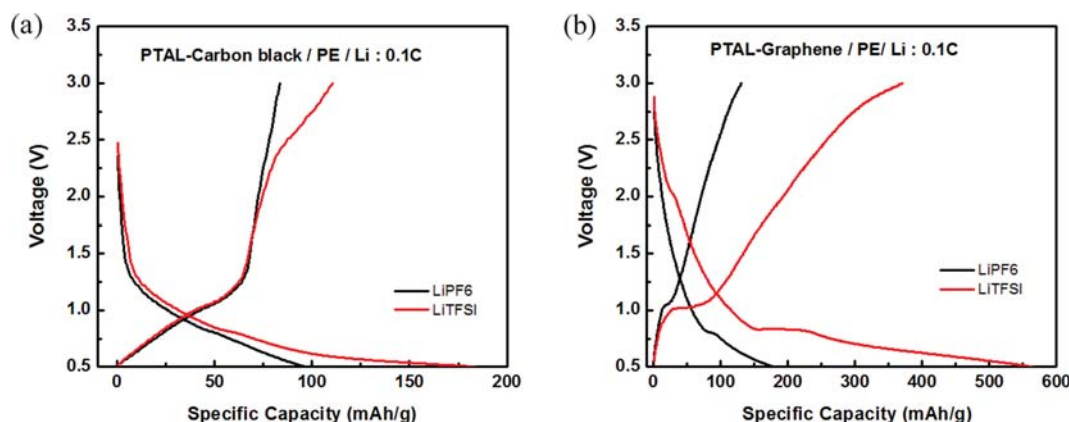 (a)
3.5
3.0
2.5
2.0
1.5
1.0
0.5
Voltage (V)
PTAL-Carbon black / PE / Li : 0.1C
LiPF6
LiTFSI
0
50
100
150
200
Specific Capacity (mAh/g)
(b)
3.5
3.0
2.5
2.0
1.5
1.0
0.5
Voltage (V)
PTAL-Graphene / PE/ Li : 0.1C
LiPF6
LiTFSI
0
100
200
300
400
500
600
Specific Capacity (mAh/g)